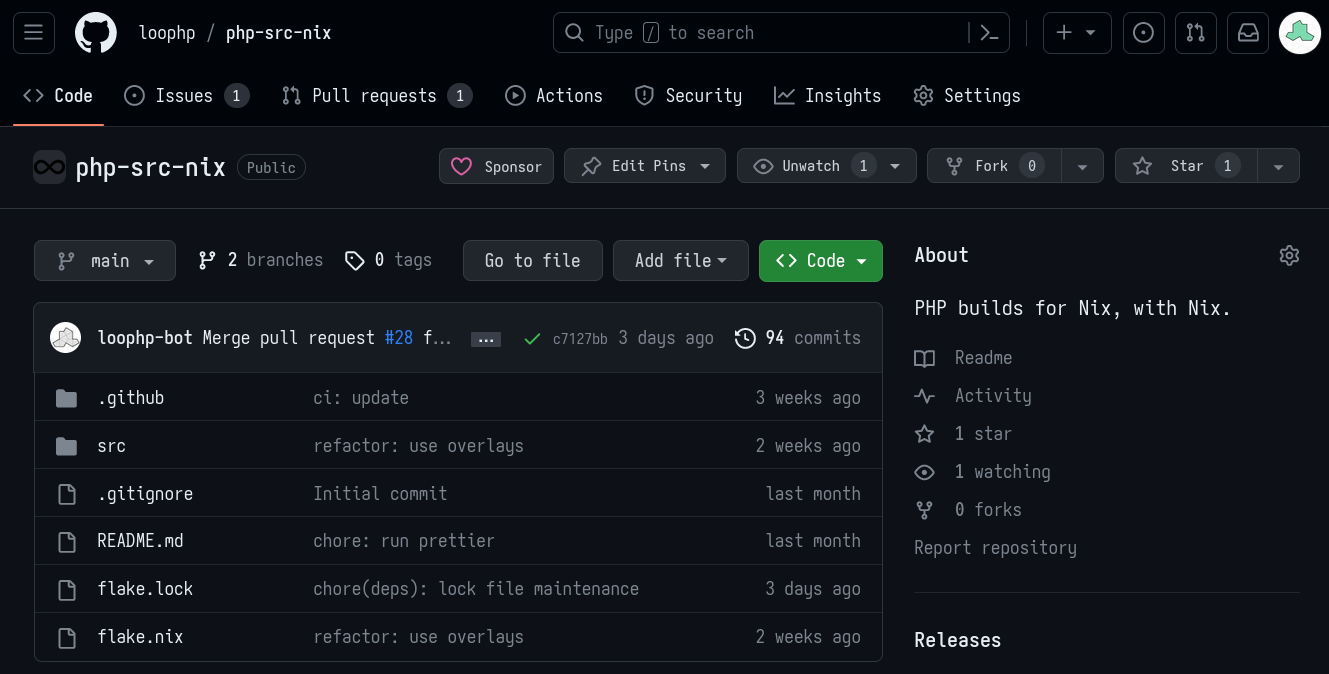 loophp / php-src-nix
Type / to search
Code Issues 1 Pull requests 1 Actions Security Insights Settings
php-src-nix Public Sponsor Edit Pins Unwatch 1 Fork 0 Star 1
main 2 branches 0 tags Go to file Add file Code
loophp-bot Merge pull request #28 f... ... c7127bb 3 days ago 94 commits
.github ci: update 3 weeks ago
src refactor: use overlays 2 weeks ago
.gitignore Initial commit last month
README.md chore: run prettier last month
flake.lock chore(deps): lock file maintenance 3 days ago
flake.nix refactor: use overlays 2 weeks ago
About
PHP builds for Nix, with Nix.
Readme
Activity
1 star
1 watching
0 forks
Report repository
Releases